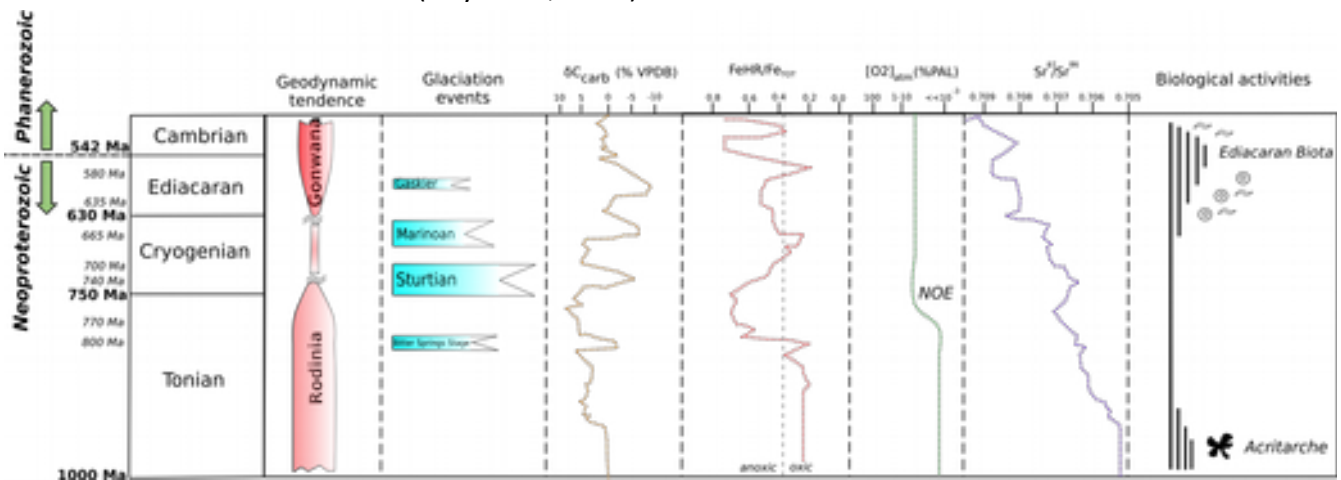 Phanerozoic
Neoproterozoic
Geodynamic
tendence
Glaciation
events
δC carb (% VPDB)
10 5 0 -5 -10
FeHR/Fe
0,8 0,6 0,4 0,2 0,0
[O2]atm(%PAL)
100
Biological activities
0.709 0.708 0.707 0.706 0.705
Cambrian
542 Ma
580 Ma
Ediacaran
635 Ma
630 Ma
665 Ma
Cryogenian
700 Ma
740 Ma
750 Ma
770 Ma
800 Ma
Tonian
1000 Ma
Gonwana
Rodinia
Gaskier
Marinoan
Sturtian
Bitter Springs Stage
anoxic
oxic
NOE
Ediacaran Biota
Acritarche